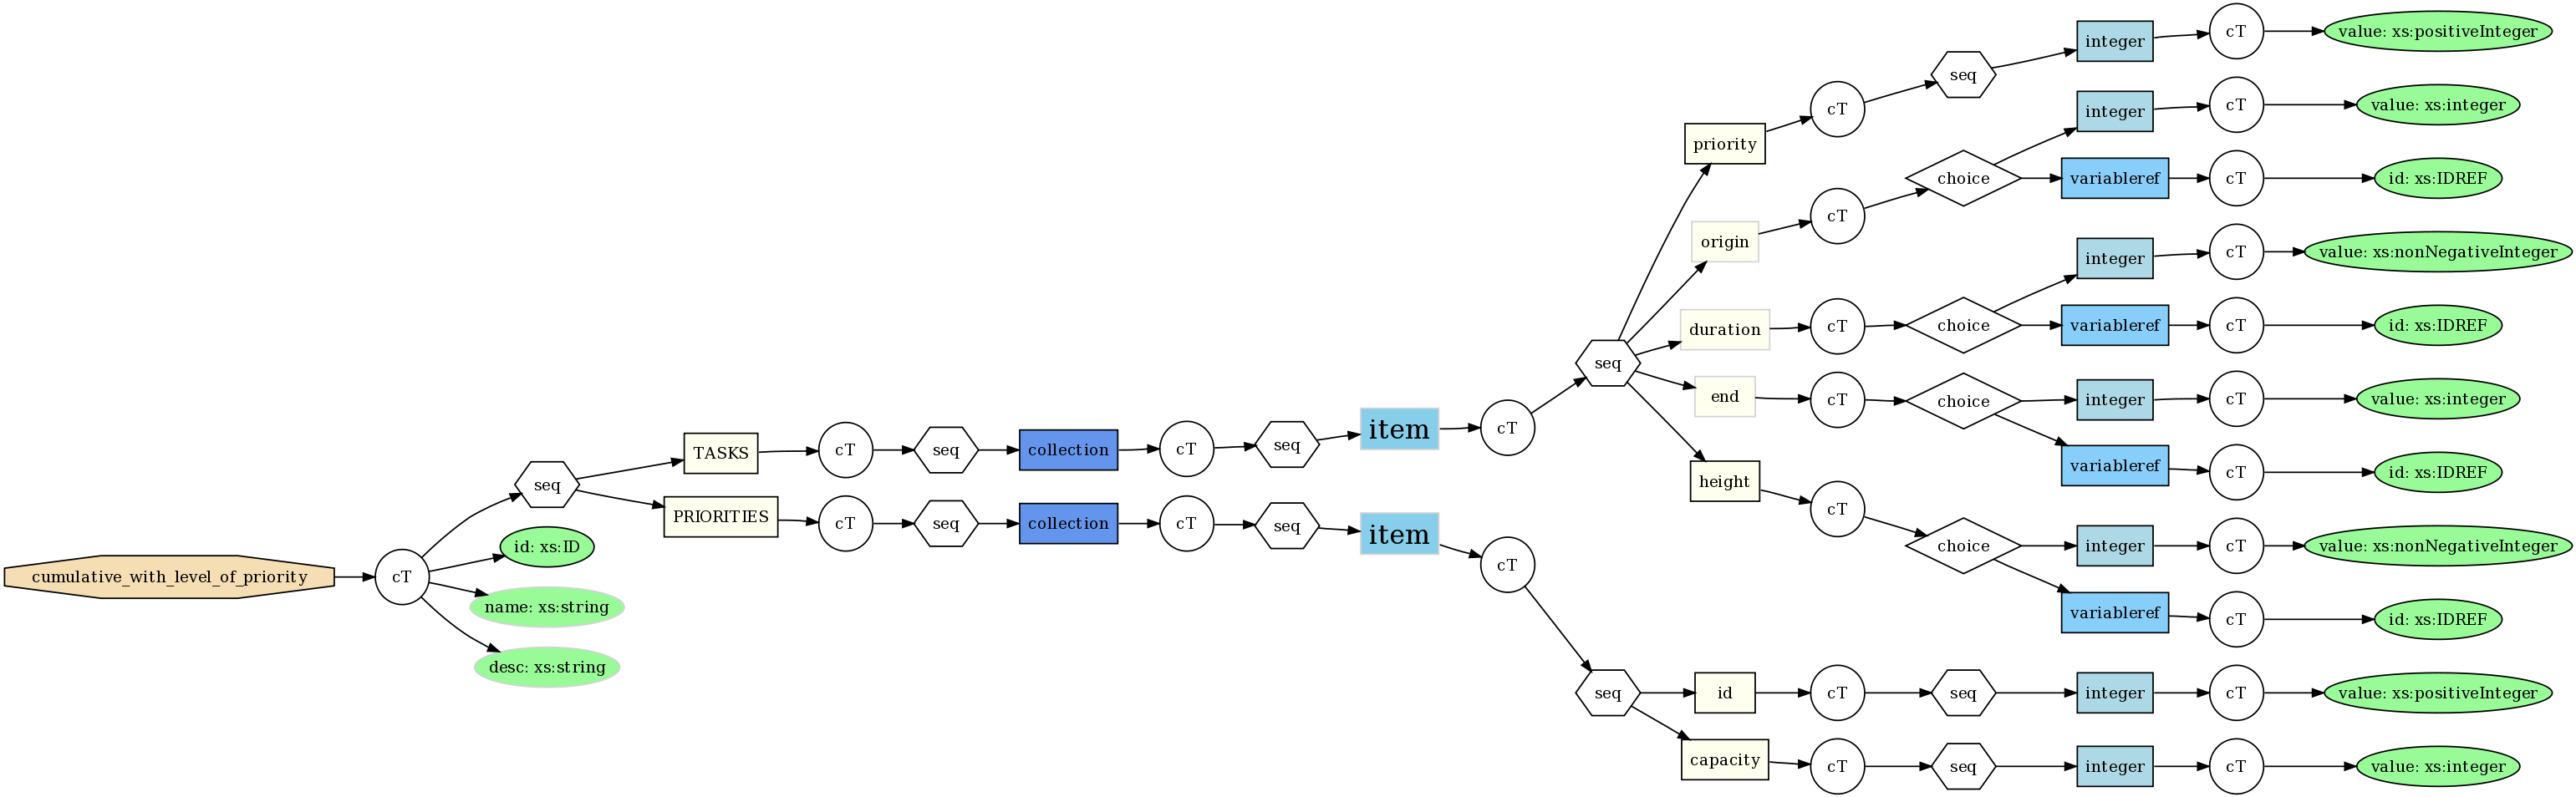 cumulative_with_level_of_priority
cT
seq
id: xs:ID
name: xs:string
desc: xs:string
TASKS
cT
seq
collection
cT
seq
item
cT
seq
priority
cT
seq
integer
cT
value: xs:positiveInteger
origin
cT
choice
integer
cT
value: xs:integer
variableref
cT
id: xs:IDREF
duration
cT
choice
integer
cT
value: xs:nonNegativeInteger
variableref
cT
id: xs:IDREF
end
cT
choice
integer
cT
value: xs:integer
variableref
cT
id: xs:IDREF
height
cT
choice
integer
cT
value: xs:nonNegativeInteger
variableref
cT
id: xs:IDREF
PRIORITIES
cT
seq
collection
cT
seq
item
cT
seq
id
cT
seq
integer
cT
value: xs:positiveInteger
capacity
cT
seq
integer
cT
value: xs:integer